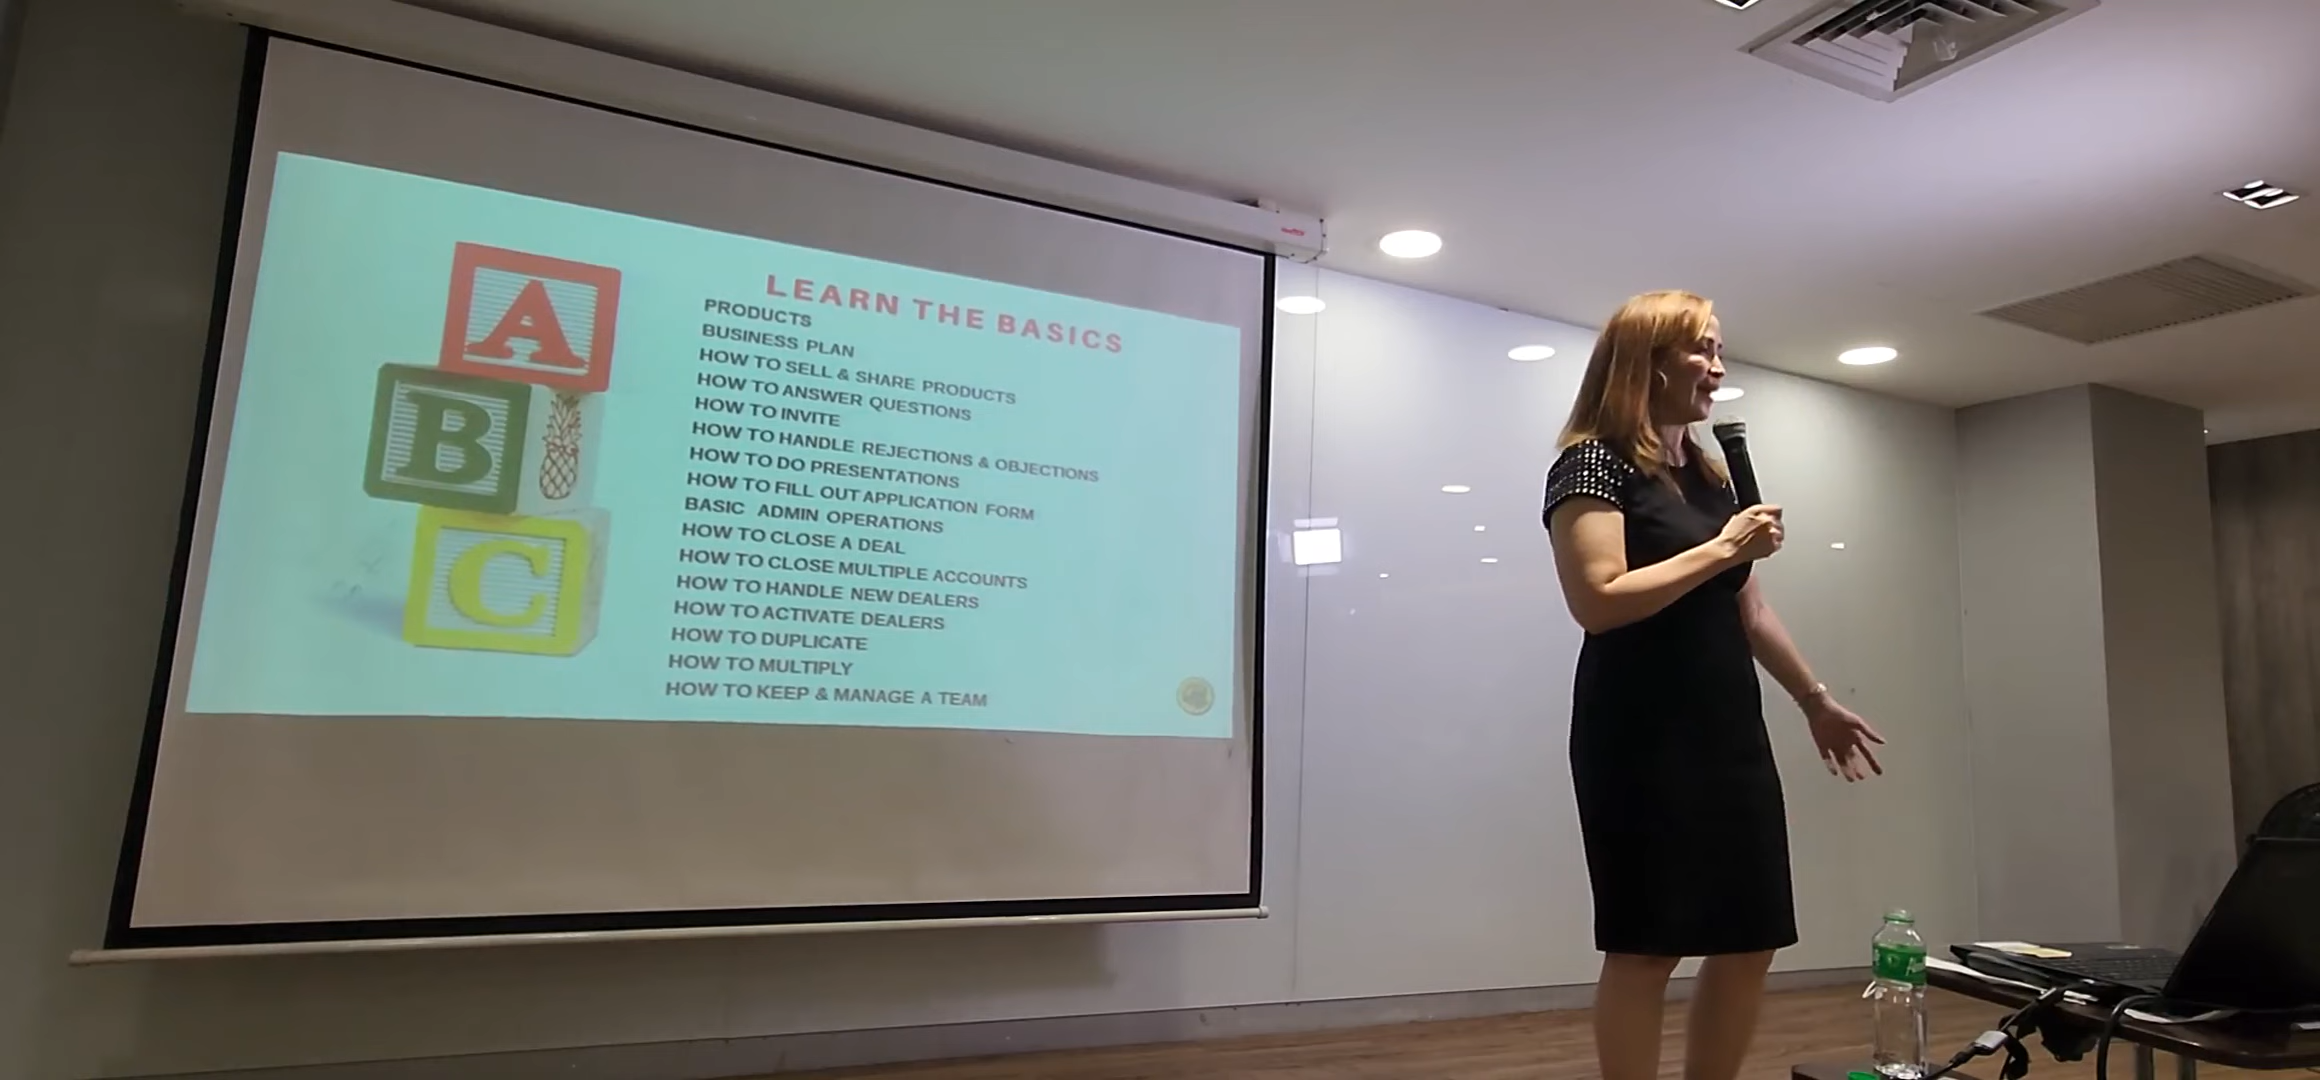 A
B
C
LEARN THE BASICS
PRODUCTS
BUSINESS PLAN
HOW TO SELL & SHARE PRODUCTS
HOW TO ANSWER QUESTIONS
HOW TO INVITE
HOW TO HANDLE REJECTIONS & OBJECTIONS
HOW TO DO PRESENTATIONS
HOW TO FILL OUT APPLICATION FORM
BASIC ADMIN OPERATIONS
HOW TO CLOSE A DEAL
HOW TO CLOSE MULTIPLE ACCOUNTS
HOW TO HANDLE NEW DEALERS
HOW TO ACTIVATE DEALERS
HOW TO DUPLICATE
HOW TO MULTIPLY
HOW TO KEEP & MANAGE A TEAM